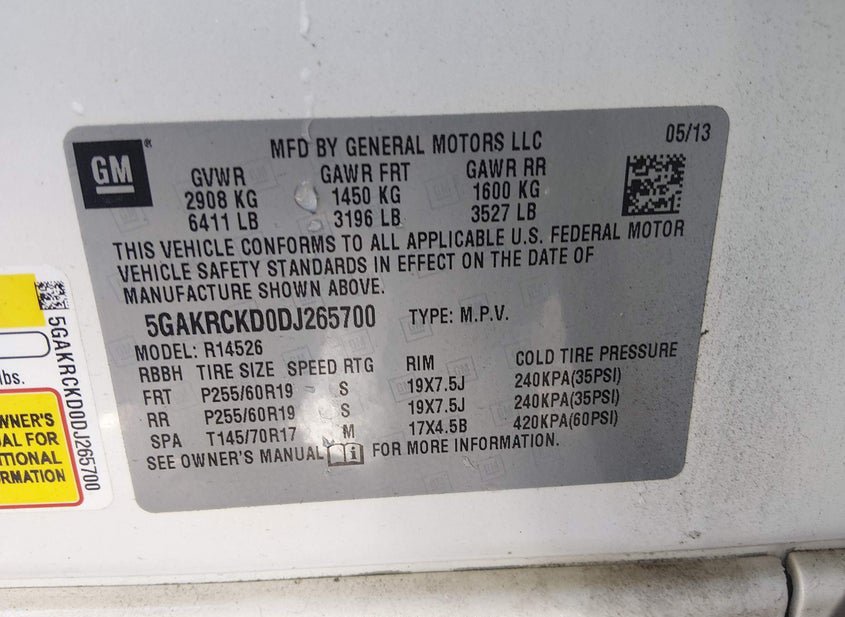 GM
MFD BY GENERAL MOTORS LLC
05/13
GVWR GAWR FRT GAWR RR
2908 KG 1450 KG 1600 KG
6411 LB 3196 LB 3527 LB
THIS VEHICLE CONFORMS TO ALL APPLICABLE U.S. FEDERAL MOTOR
VEHICLE SAFETY STANDARDS IN EFFECT ON THE DATE OF
MANUFACTURE SHOWN ABOVE.
5GAKRCKD0DJ265700 TYPE: M.P.V.
MODEL: R14526
RBBH TIRE SIZE SPEED RTG RIM COLD TIRE PRESSURE
FRT P255/60R19 S 19X7.5J 240KPA(35PSI)
RR P255/60R19 S 19X7.5J 240KPA(35PSI)
SPA T145/70R17 M 17X4.5B 420KPA(60PSI)
SEE OWNER'S MANUAL i FOR MORE INFORMATION.
5GAKRCKD0DJ265700
lbs.
OWNER'S
FOR